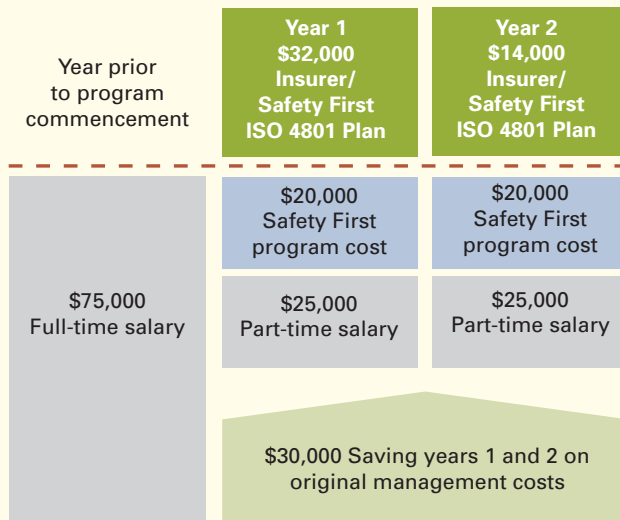 Year prior
to program
commencement
Year 1
$32,000
Insurer/
Safety First
ISO 4801 Plan
Year 2
$14,000
Insurer/
Safety First
ISO 4801 Plan
$75,000
Full-time salary
$20,000
Safety First
program cost
$20,000
Safety First
program cost
$25,000
Part-time salary
$25,000
Part-time salary
$30,000 Saving years 1 and 2 on
original management costs